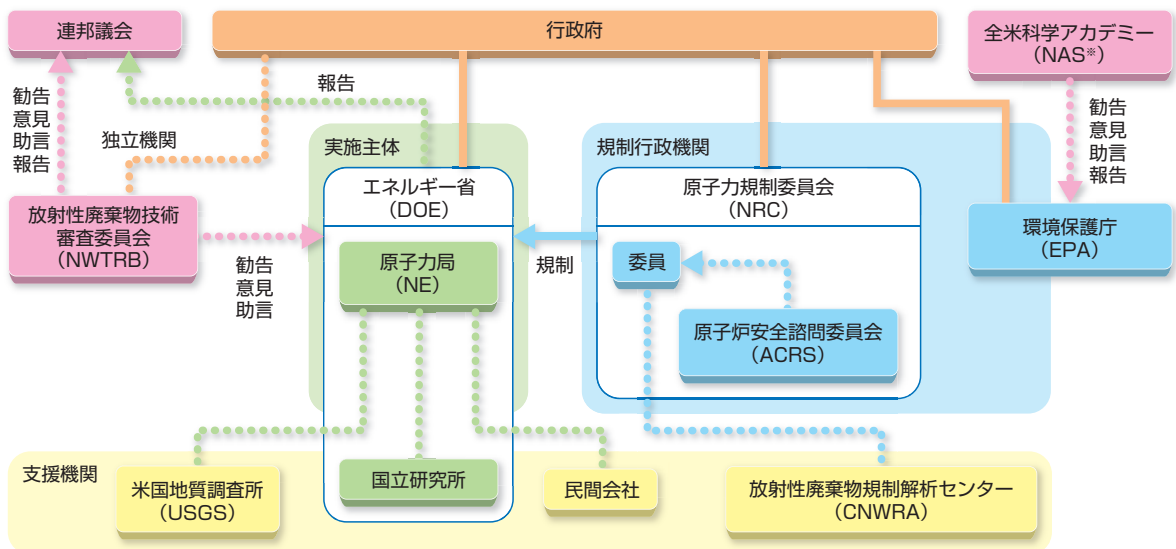 連邦議会
行政府
全米科学アカデミー
(NAS※)
報告
勧告
意見
助言
報告
独立機関
勧告
意見
助言
報告
実施主体
規制行政機関
エネルギー省
(DOE)
原子力規制委員会
(NRC)
放射性廃棄物技術
審査委員会
(NWTRB)
環境保護庁
(EPA)
原子力局
(NE)
規制
委員
勧告
意見
助言
原子炉安全諮問委員会
(ACRS)
支援機関
米国地質調査所
(USGS)
国立研究所
民間会社
放射性廃棄物規制解析センター
(CNWRA)